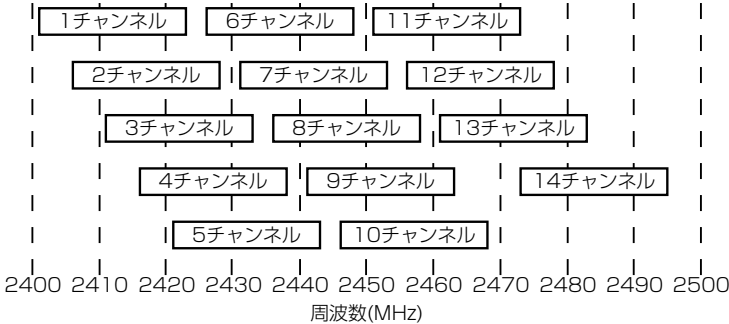 1チャンネル 6チャンネル 11チャンネル
2チャンネル 7チャンネル 12チャンネル
3チャンネル 8チャンネル 13チャンネル
4チャンネル 9チャンネル 14チャンネル
5チャンネル 10チャンネル
2400 2410 2420 2430 2440 2450 2460 2470 2480 2490 2500
周波数(MHz)